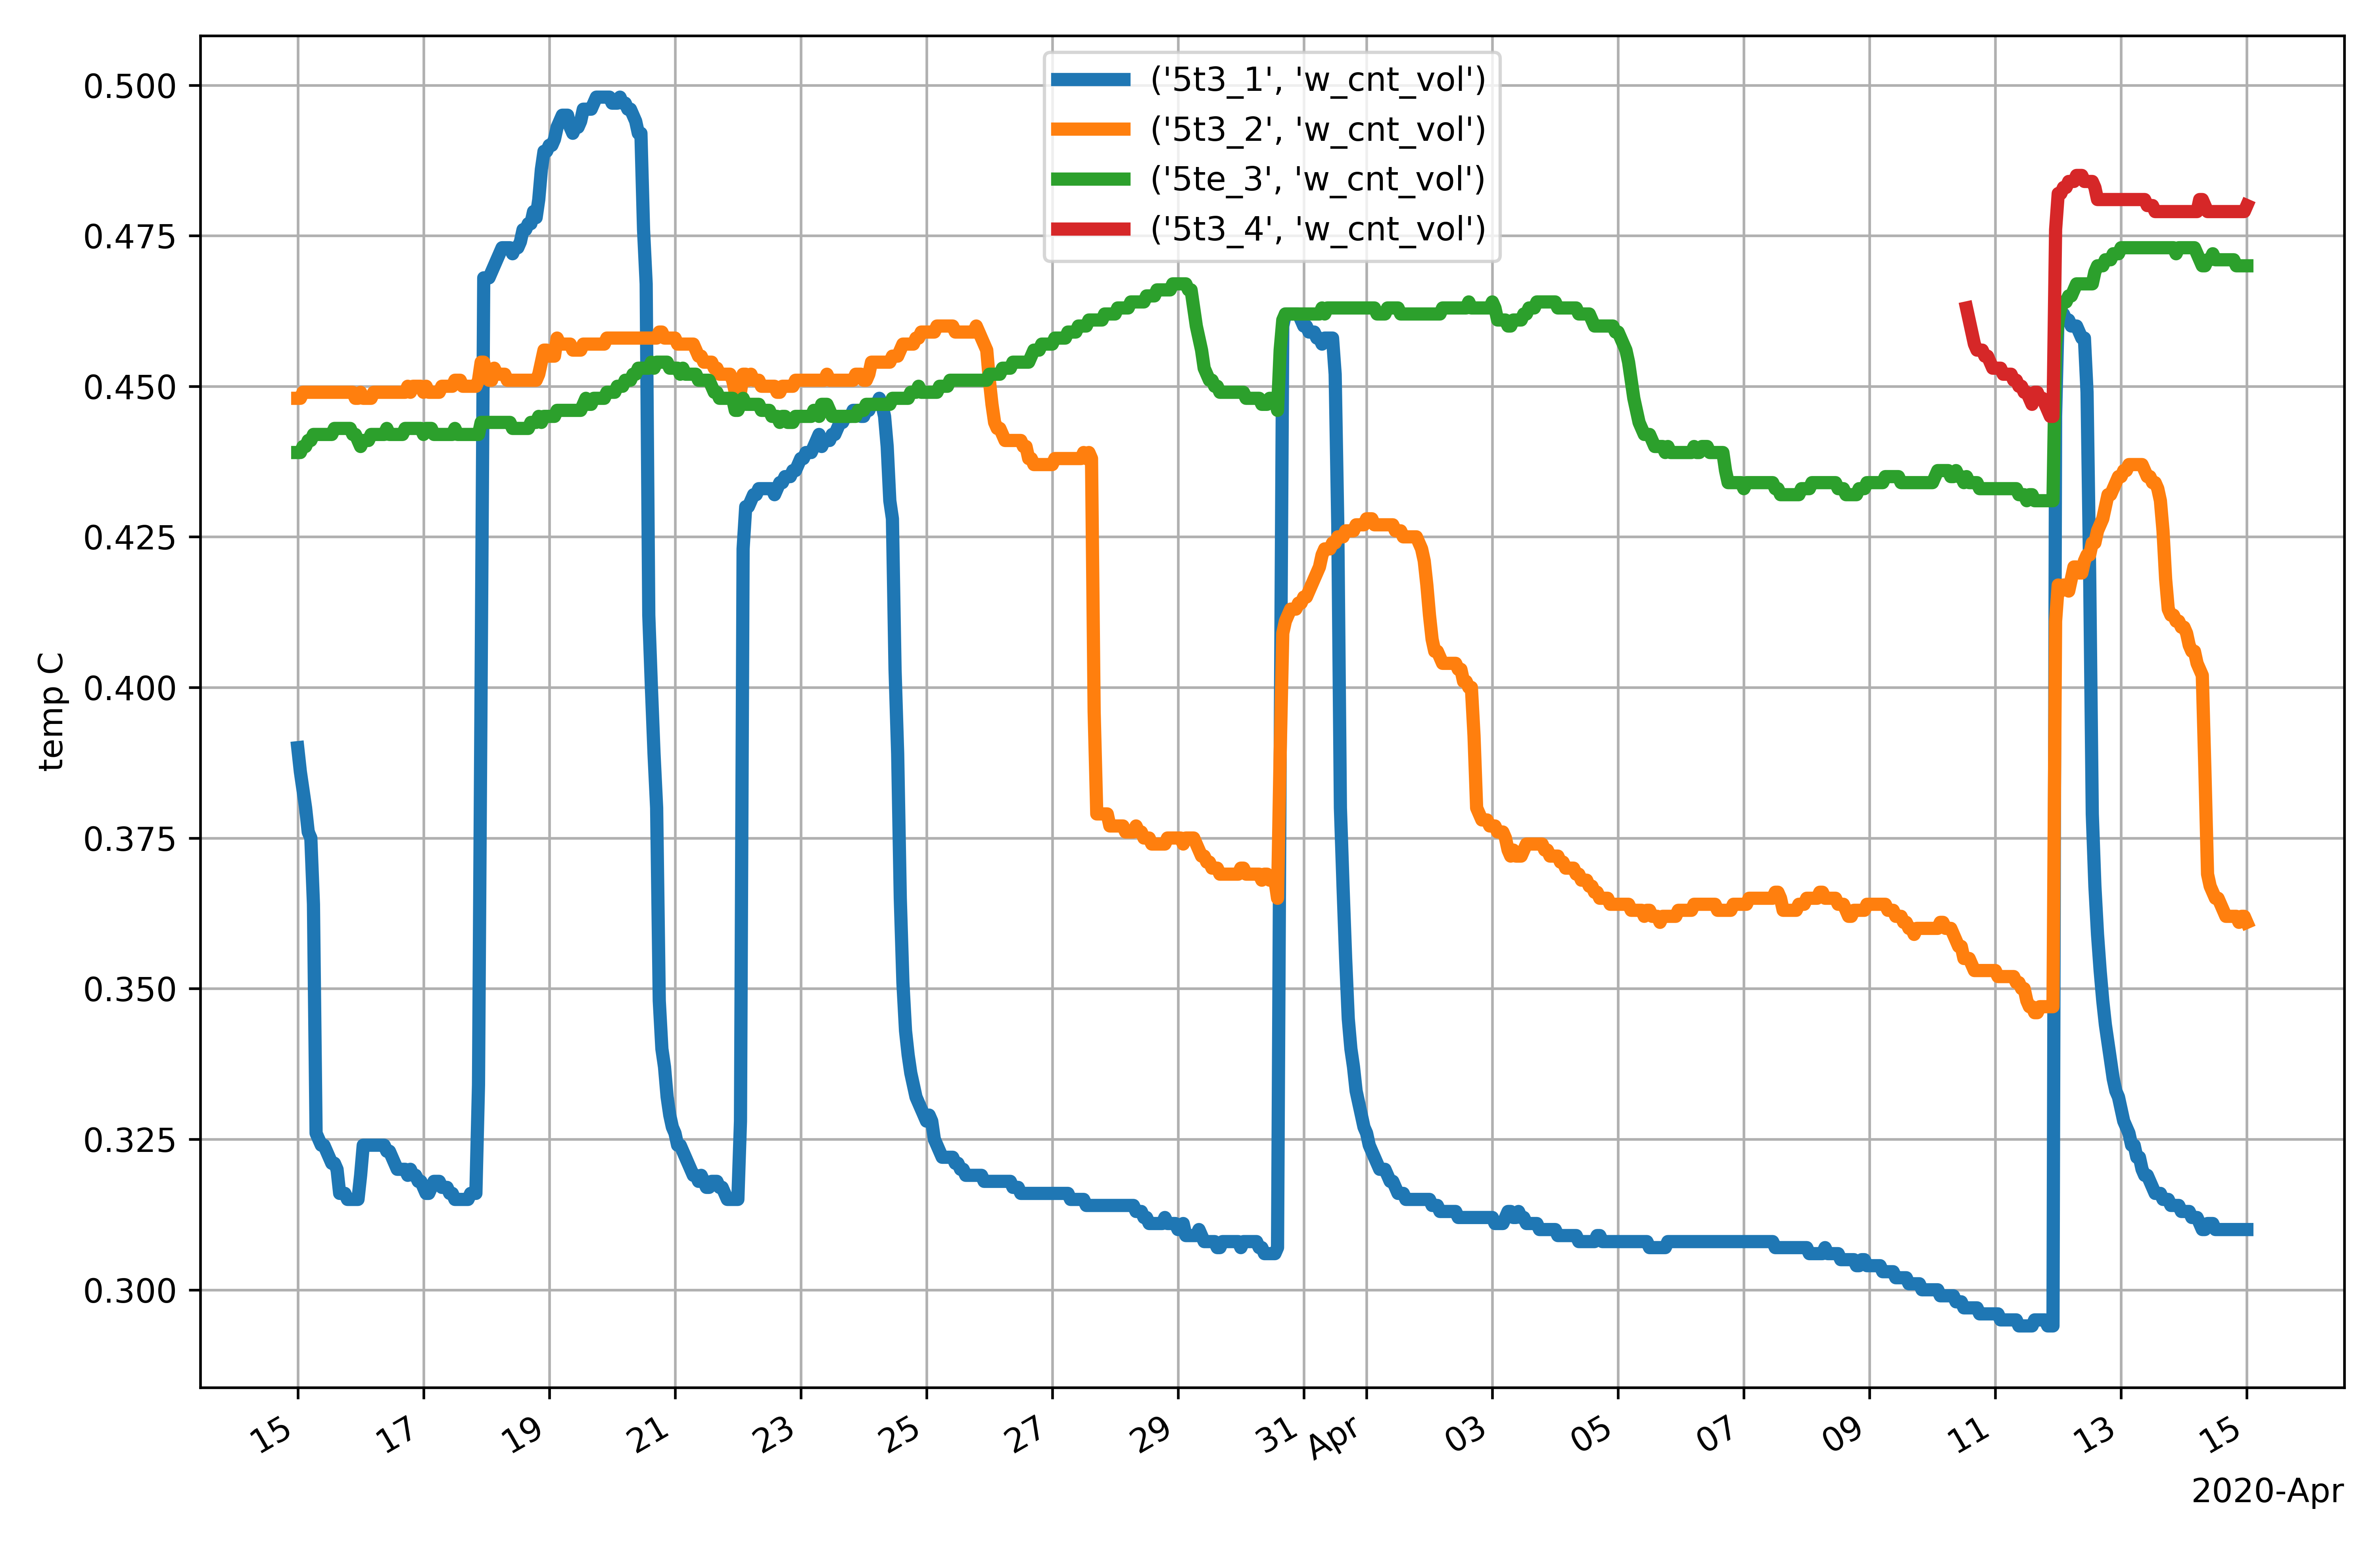 ('5t3_1', 'w_cnt_vol')
('5t3_2', 'w_cnt_vol')
('5te_3', 'w_cnt_vol')
('5t3_4', 'w_cnt_vol')
temp C
0.500
0.475
0.450
0.425
0.400
0.375
0.350
0.325
0.300
15 17 19 21 23 25 27 29 31 Apr 03 05 07 09 11 13 15
2020-Apr